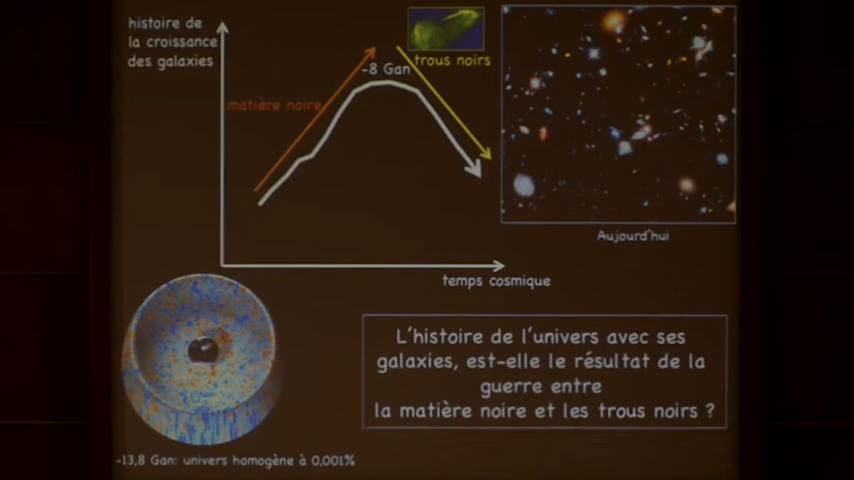 histoire de
la croissance
des galaxies
-8 Gan
trous noirs
matière noire
Aujourd'hui
temps cosmique
L'histoire de l'univers avec ses
galaxies, est-elle le résultat de la
guerre entre
la matière noire et les trous noirs ?
-13,8 Gan: univers homogène à 0,001%